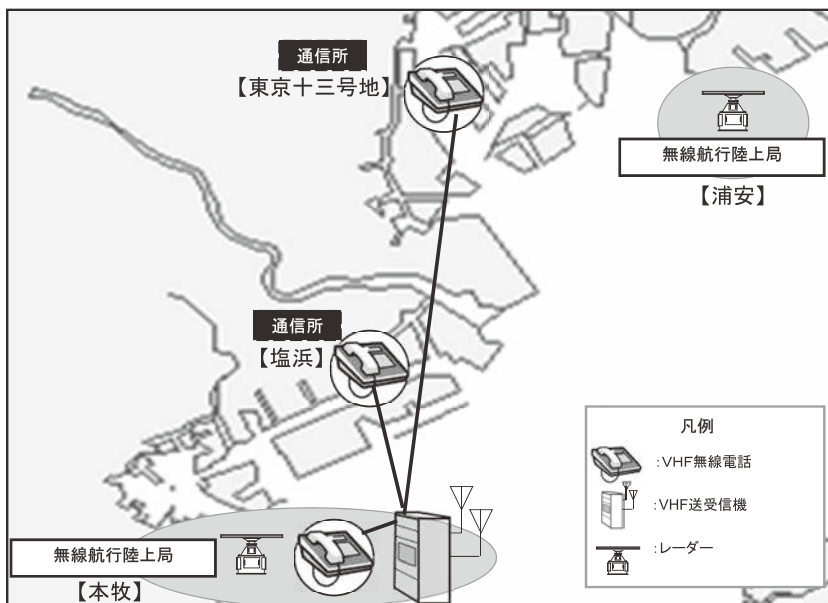 通信所
【東京十三号地】
無線航行陸上局
【浦安】
通信所
【塩浜】
凡例
:VHF無線電話
:VHF送受信機
:レーダー
無線航行陸上局
【本牧】